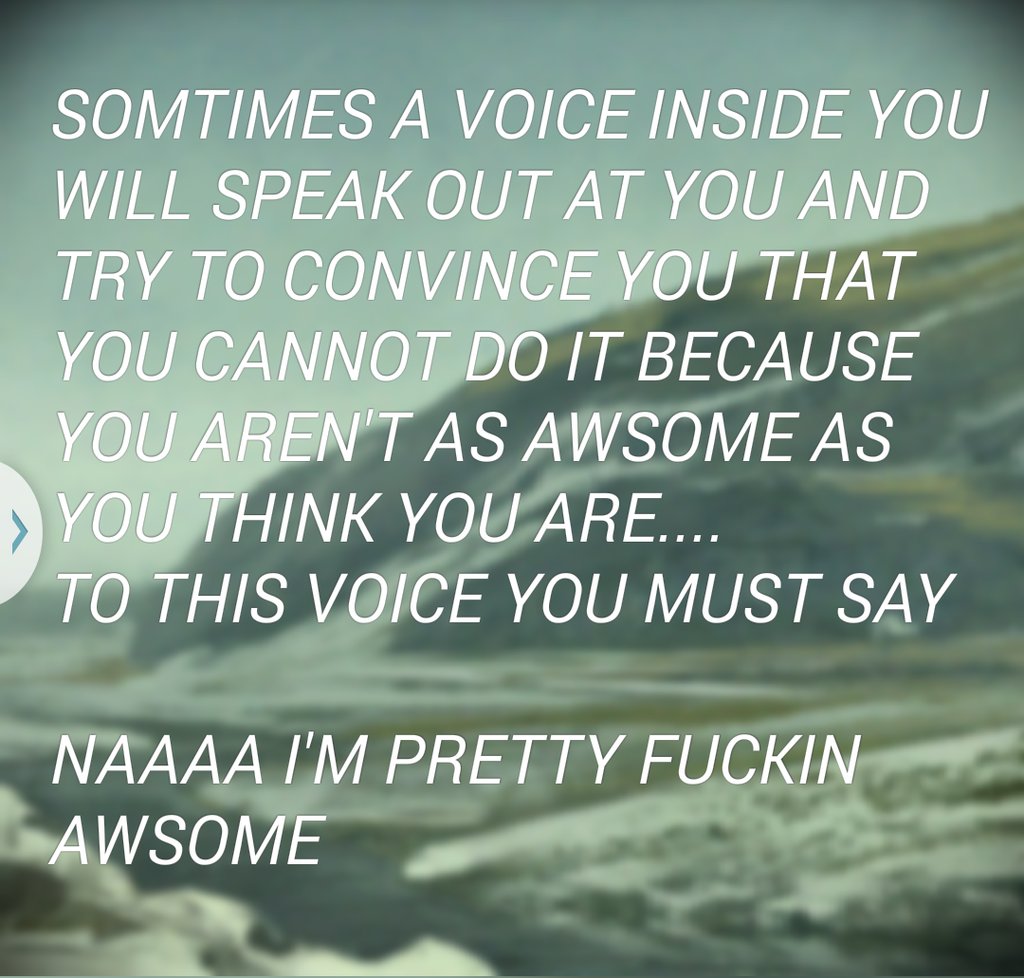 SOMTIMES A VOICE INSIDE YOU
WILL SPEAK OUT AT YOU AND
TRY TO CONVINCE YOU THAT
YOU CANNOT DO IT BECAUSE
YOU AREN'T AS AWSOME AS
YOU THINK YOU ARE....
TO THIS VOICE YOU MUST SAY
NAAAA I'M PRETTY FUCKIN
AWSOME